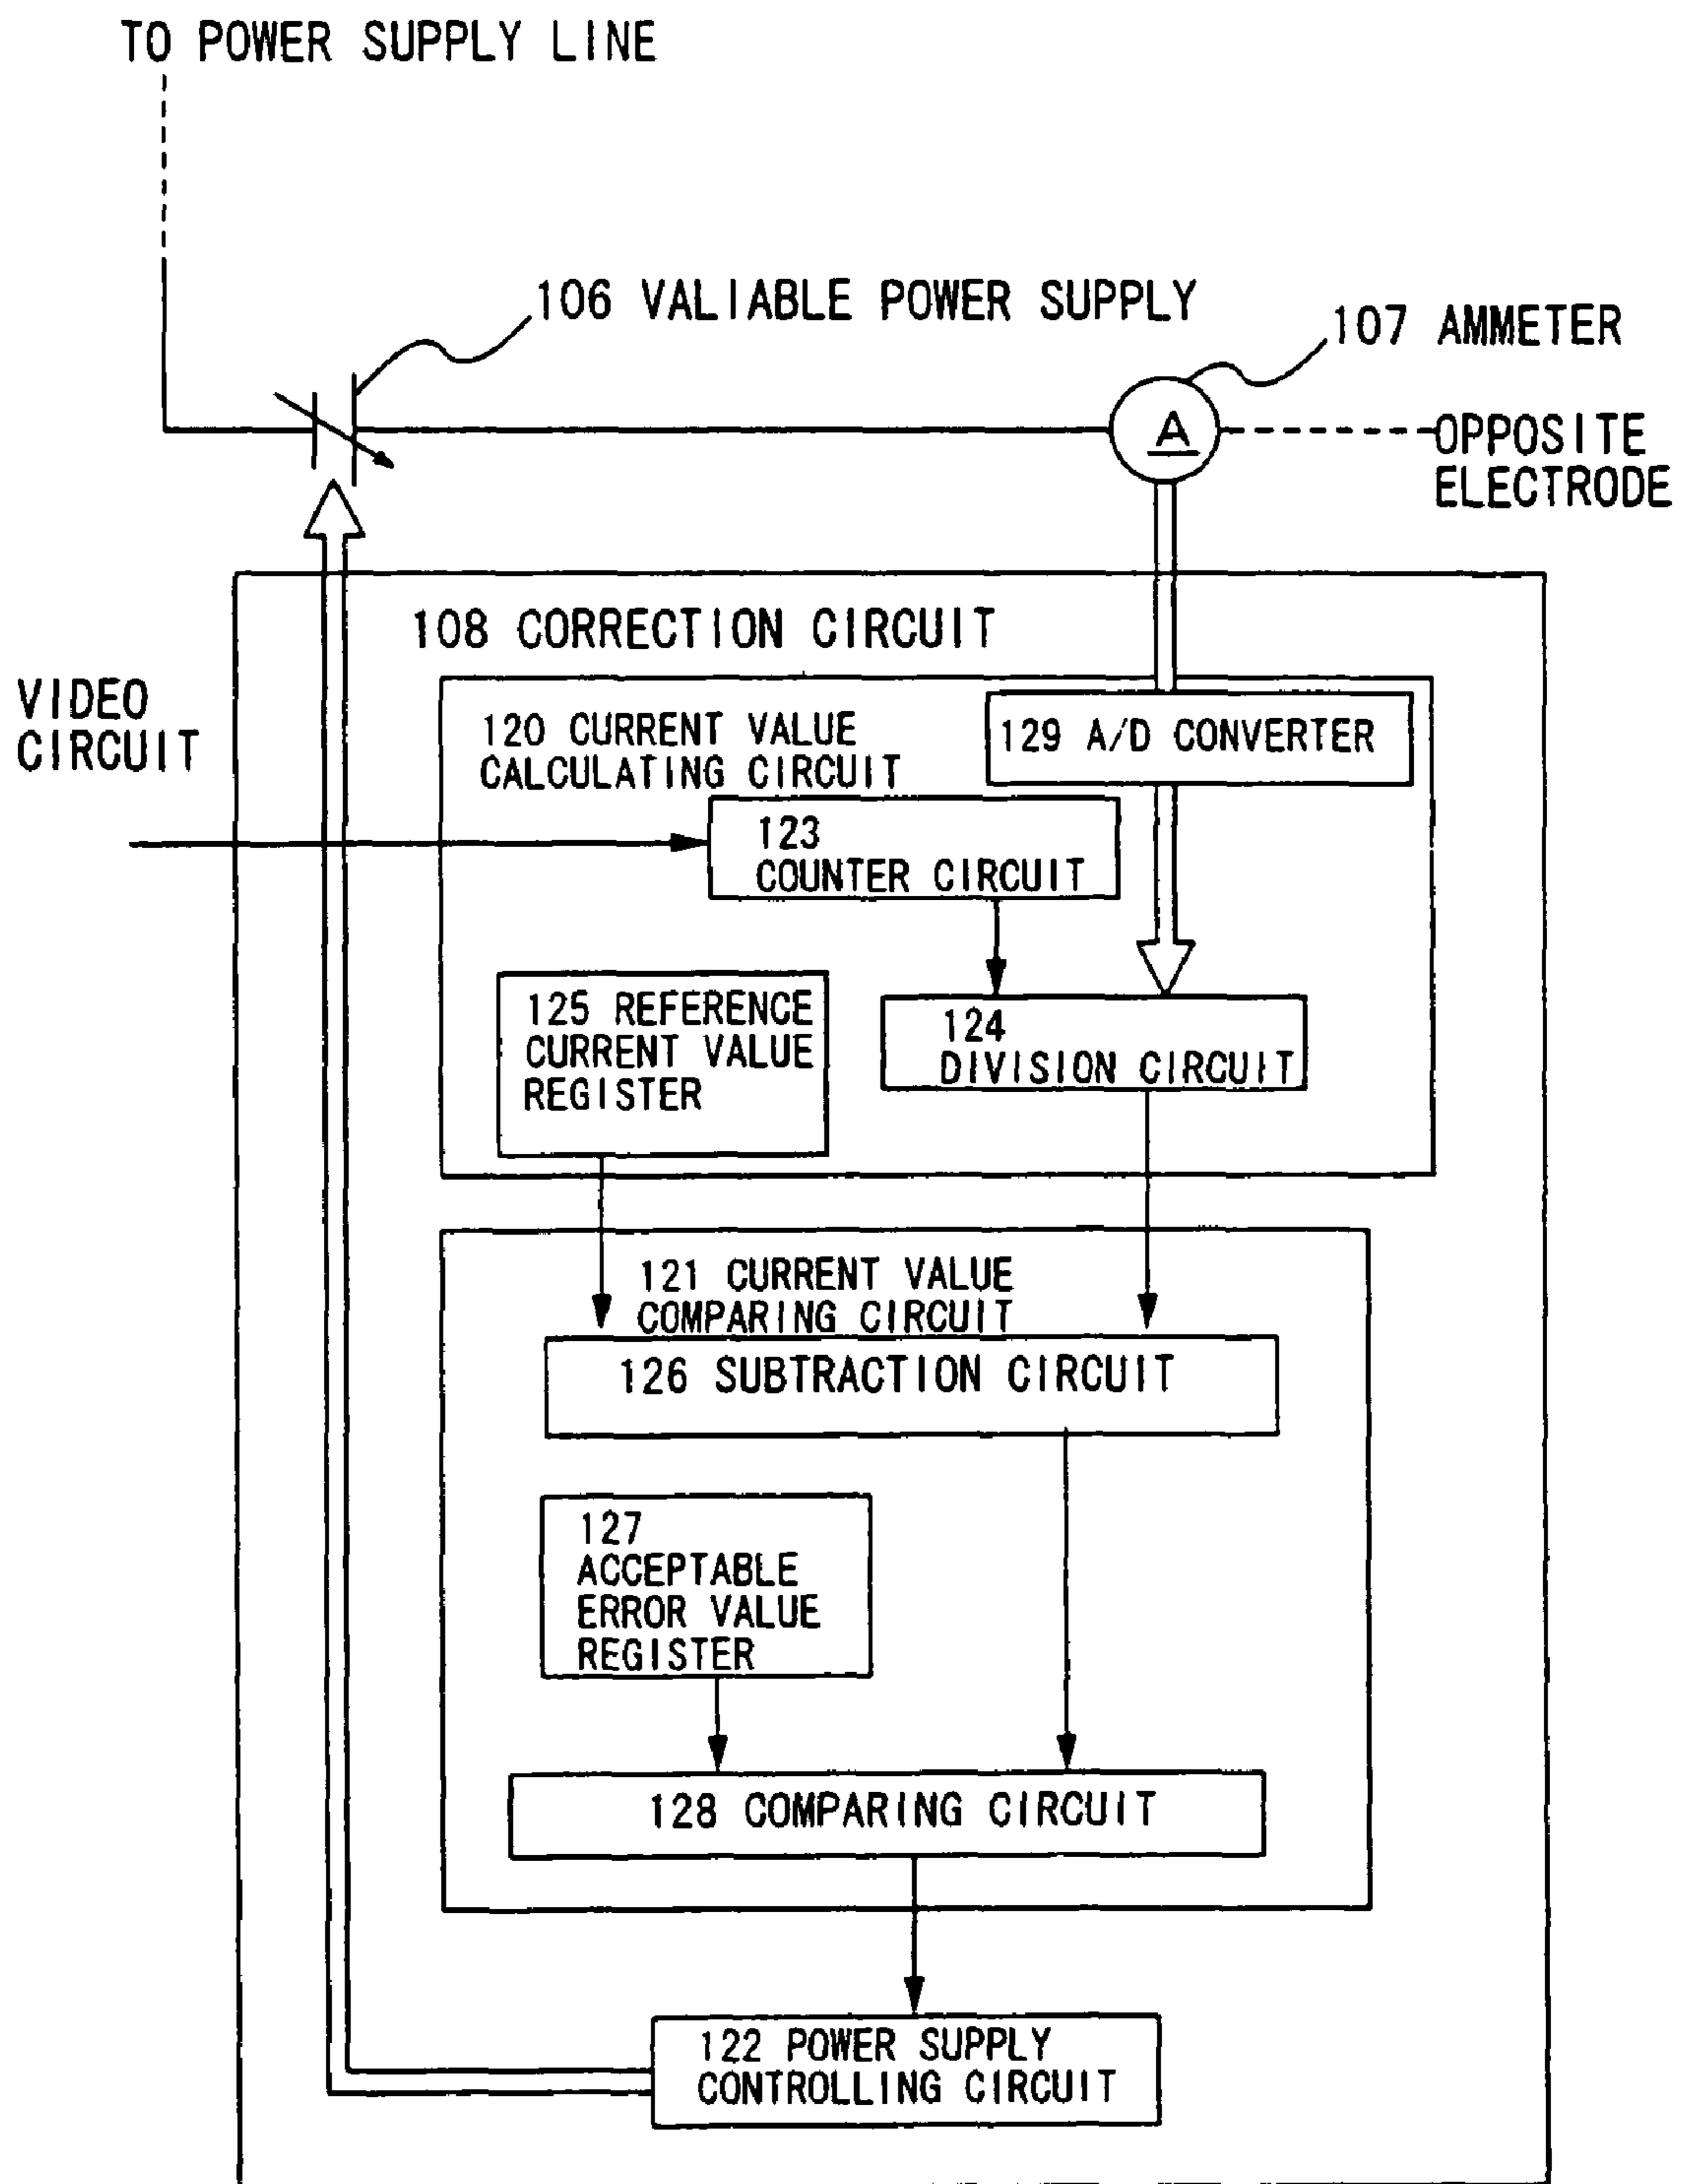 TO POWER SUPPLY LINE
106 VALIABLE POWER SUPPLY
107 AMMETER
A
OPPOSITE
ELECTRODE
108 CORRECTION CIRCUIT
VIDEO
CIRCUIT
120 CURRENT VALUE
CALCULATING CIRCUIT
129 A/D CONVERTER
123
COUNTER CIRCUIT
125 REFERENCE
CURRENT VALUE
REGISTER
124
DIVISION CIRCUIT
121 CURRENT VALUE
COMPARING CIRCUIT
126 SUBTRACTION CIRCUIT
127
ACCEPTABLE
ERROR VALUE
REGISTER
128 COMPARING CIRCUIT
122 POWER SUPPLY
CONTROLLING CIRCUIT